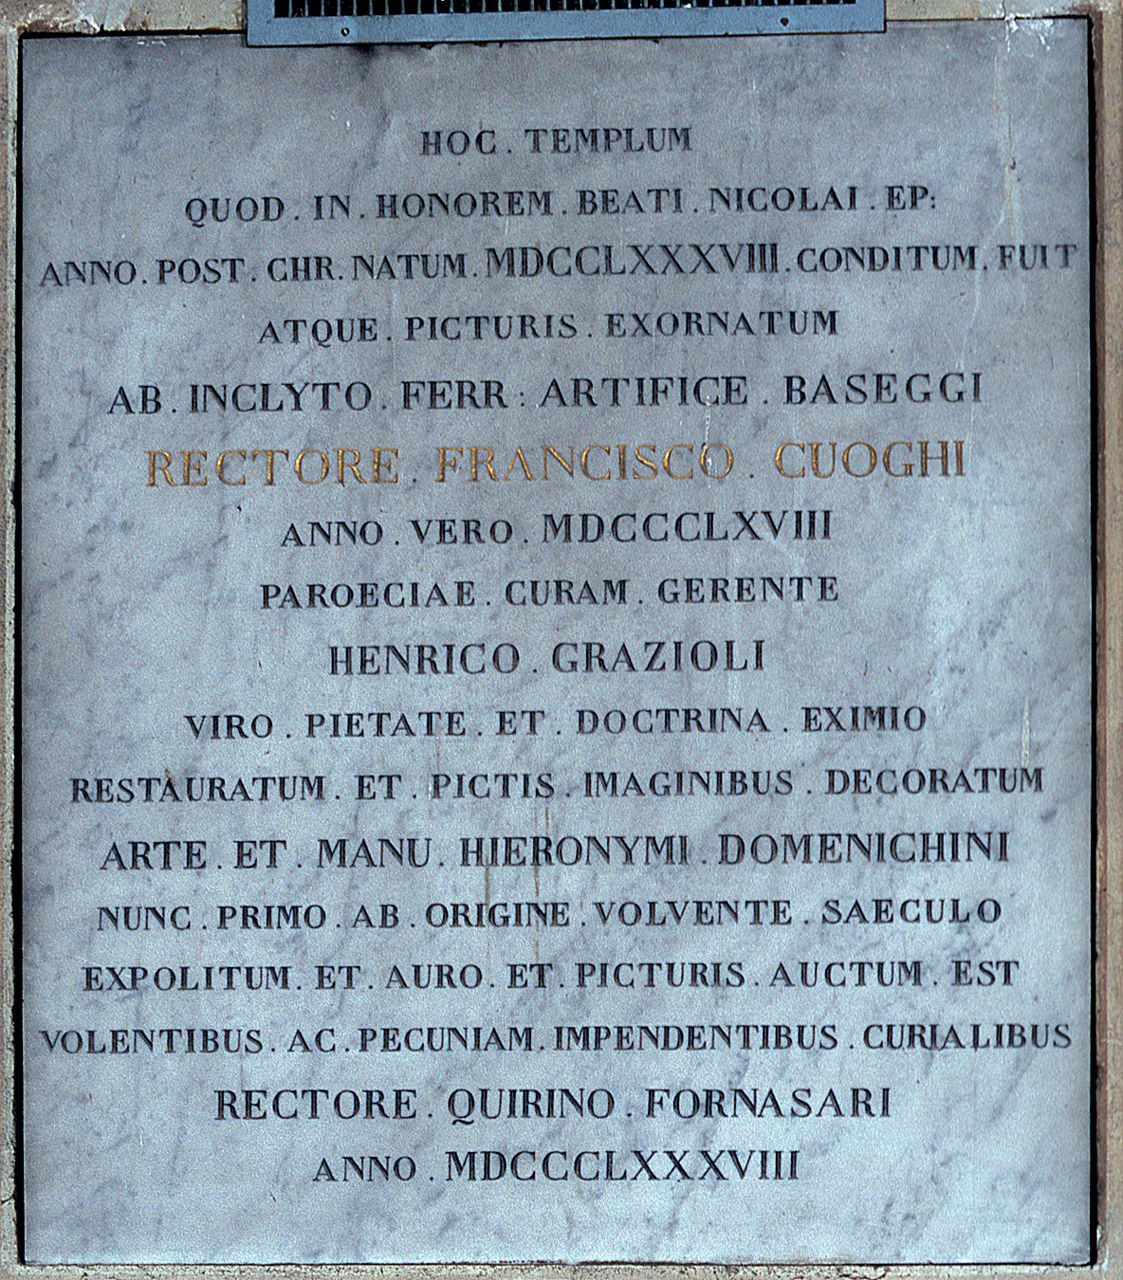 HOC . TEMPLUM
QUOD . IN . HONOREM . BEATI . NICOLAI . EP:
ANNO . POST . CHR . NATUM . MDCCLXXXVIII . CONDITUM . FUIT
ATQUE . PICTURIS . EXORNATUM
AB . INCLYTO . FERR : ARTIFICE . BASEGGI
RECTORE . FRANCISCO . CUOGHI
ANNO . VERO . MDCCCLXVIII
PAROECIAE . CURAM . GERENTE
HENRICO . GRAZIOLI
VIRO . PIETATE . ET . DOCTRINA . EXIMIO
RESTAURATUM . ET . PICTIS . IMAGINIBUS . DECORATUM
ARTE . ET . MANU . HIERONYMI . DOMENICHINI
NUNC . PRIMO . AB . ORIGINE . VOLVENTE . SAECULO
EXPOLITUM . ET . AURO . ET . PICTURIS . AUCTUM . EST
VOLENTIBUS . AC . PECUNIAM . IMPENDENTIBUS . CURIALIBUS
RECTORE . QUIRINO . FORNASARI
ANNO . MDCCCLXXXVIII